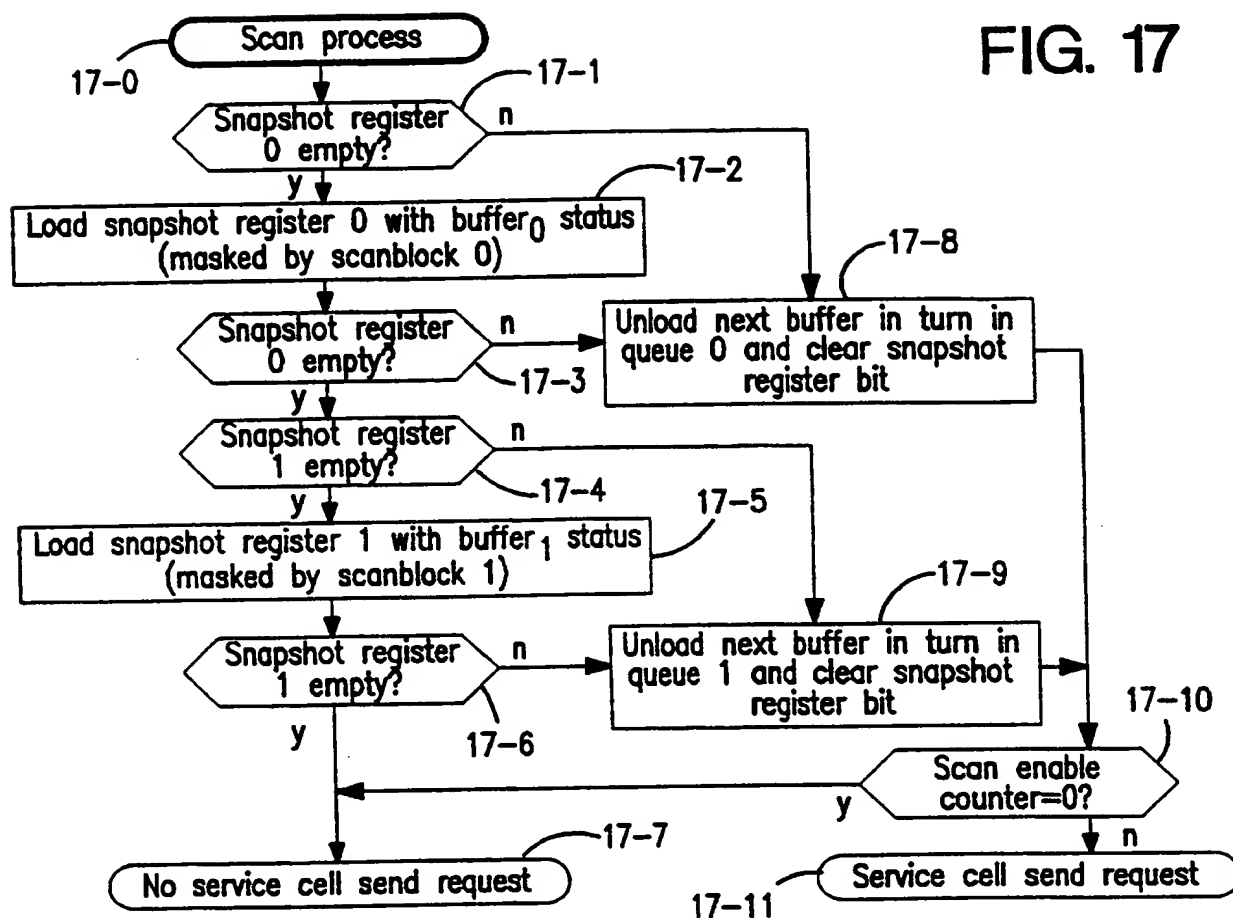 FIG. 17
Scan process
17-0
17-1
Snapshot register
0 empty?
n
y
17-2
Load snapshot register 0 with buffer0 status
(masked by scanblock 0)
17-8
Snapshot register
0 empty?
n
17-3
y
Unload next buffer in turn in
queue 0 and clear snapshot
register bit
Snapshot register
1 empty?
n
17-4
y
17-5
Load snapshot register 1 with buffer1 status
(masked by scanblock 1)
17-9
Snapshot register
1 empty?
n
17-6
y
Unload next buffer in turn in
queue 1 and clear snapshot
register bit
17-10
Scan enable
counter=0?
y
n
17-7
No service cell send request
Service cell send request
17-11